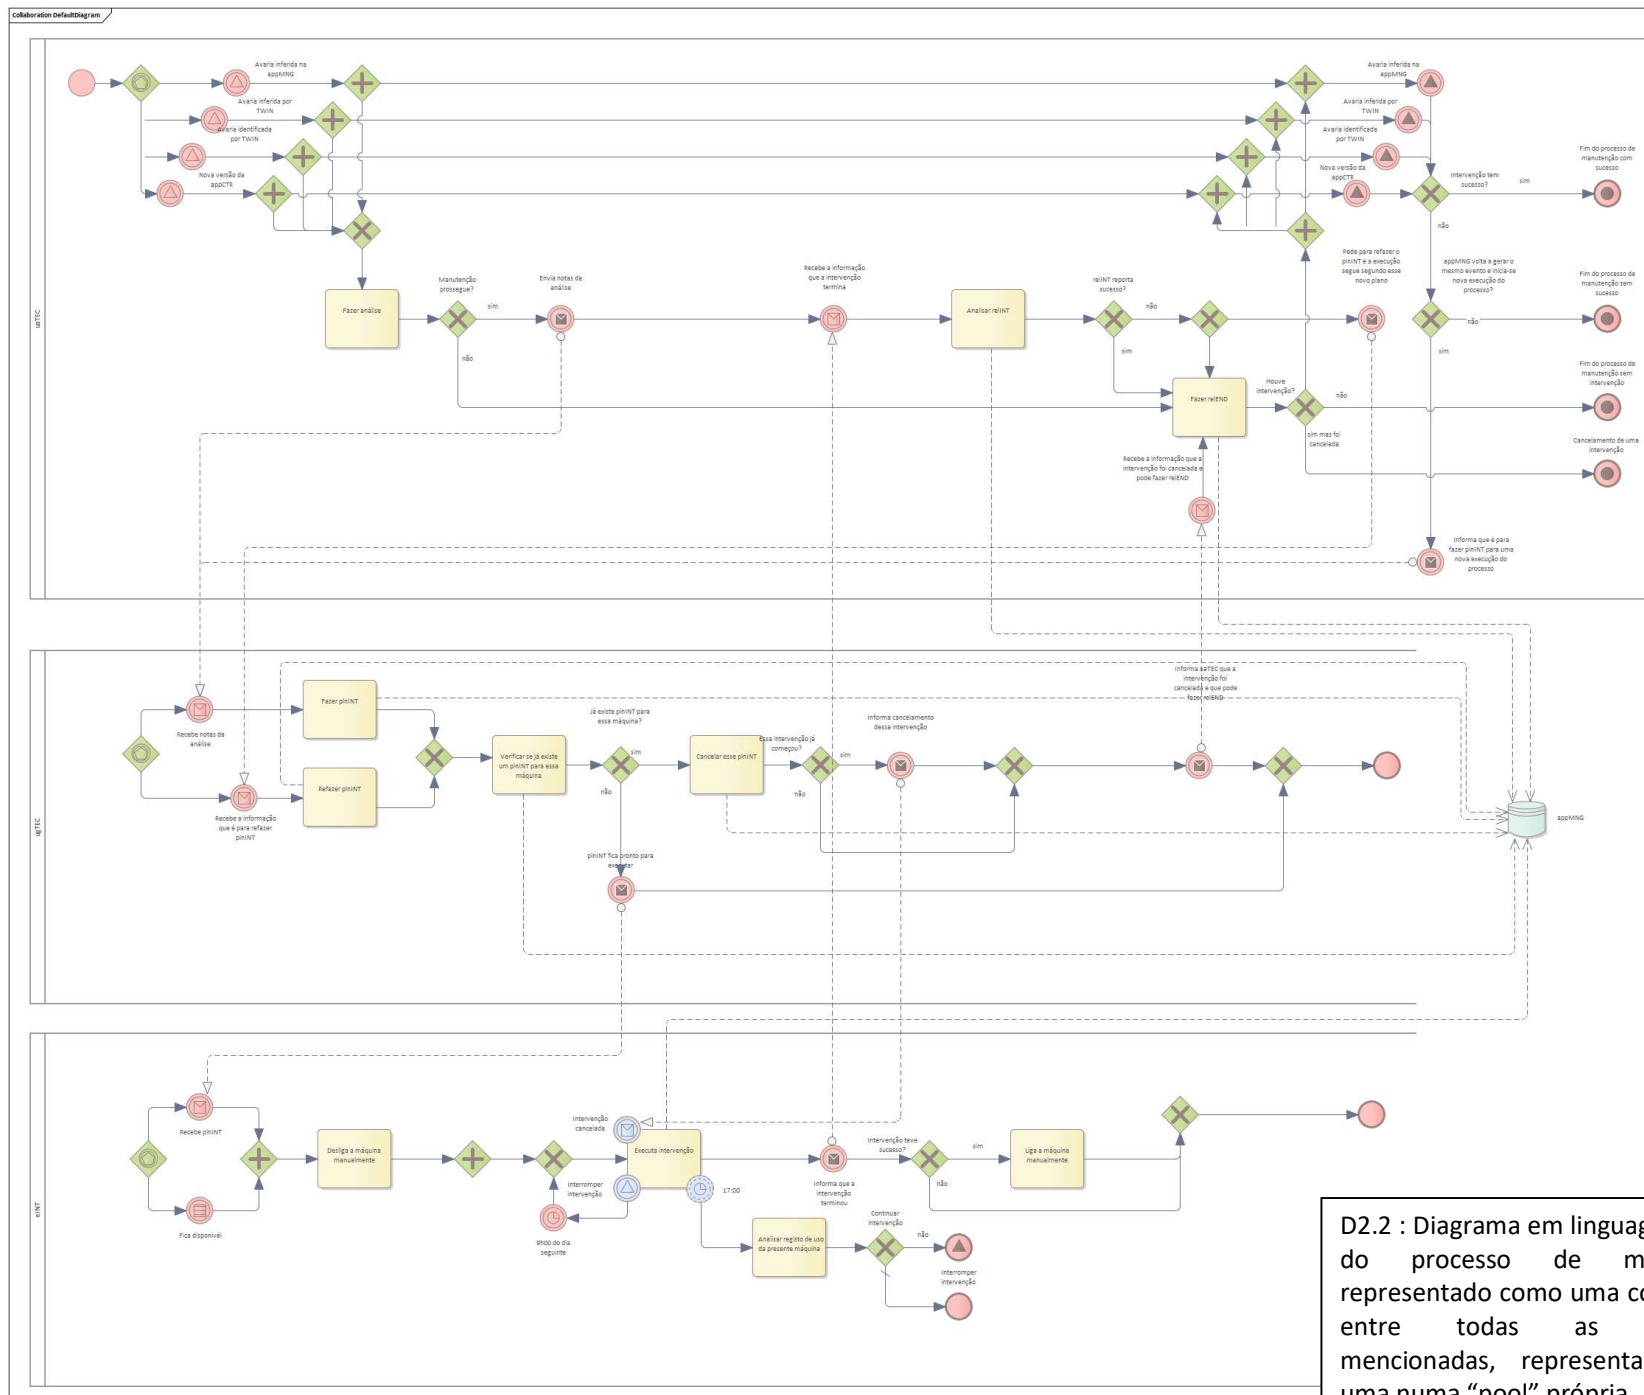 Collaboration DefaultDiagram
uaTEC
Avaria inferida na
appMNG
Avaria inferida por
TWIN
Avaria identificada
por TWIN
Nova versão da
appCTR
Avaria inferida na
appMNG
Avaria inferida por
TWIN
Avaria identificada
por TWIN
Nova versão da
appCTR
Intervenção tem
sucesso?
sim
não
Fim do processo de
manutenção com
sucesso
Fazer análise
Manutenção
prossegue?
sim
não
Envia notas de
análise
Recebe a informação
que a intervenção
termina
Analisar relINT
relINT reporta
sucesso?
não
sim
Pede para refazer o
plnINT e a execução
segue segundo esse
novo plano
appMNG volta a gerar o
mesmo evento e inicia-se
nova execução do
processo?
não
sim
Fim do processo de
manutenção sem
sucesso
Fazer relEND
Houve
intervenção?
não
sim mas foi
cancelada
Fim do processo de
manutenção sem
intervenção
Cancelamento de uma
intervenção
Recebe a informação que a
intervenção foi cancelada e
pode fazer relEND
Informa que é para
fazer plnINT para uma
nova execução do
processo
ugTEC
Recebe notas da
análise
Fazer plnINT
Recebe a informação
que é para refazer
plnINT
Refazer plnINT
Verificar se já existe
um plnINT para essa
máquina
Já existe plnINT para
essa máquina?
sim
não
Cancelar esse plnINT
Essa intervenção já
começou?
sim
não
Informa cancelamento
dessa intervenção
Informa uaTEC que a
intervenção foi
cancelada e que pode
fazer relEND
plnINT fica pronto para
executar
appMNG
eINT
Recebe plnINT
Fica disponível
Desliga a máquina
manualmente
Intervenção
cancelada
Executa intervenção
Interromper
intervenção
17:00
9h00 do dia
seguinte
Informa que a
intervenção
terminou
Intervenção teve
sucesso?
sim
não
Liga a máquina
manualmente
Analisar registo de uso
da presente máquina
Continuar
intervenção
não
Interromper
intervenção
D2.2 : Diagrama em linguag
do processo de m
representado como uma co
entre todas as
mencionadas, representa
uma numa “pool” própria